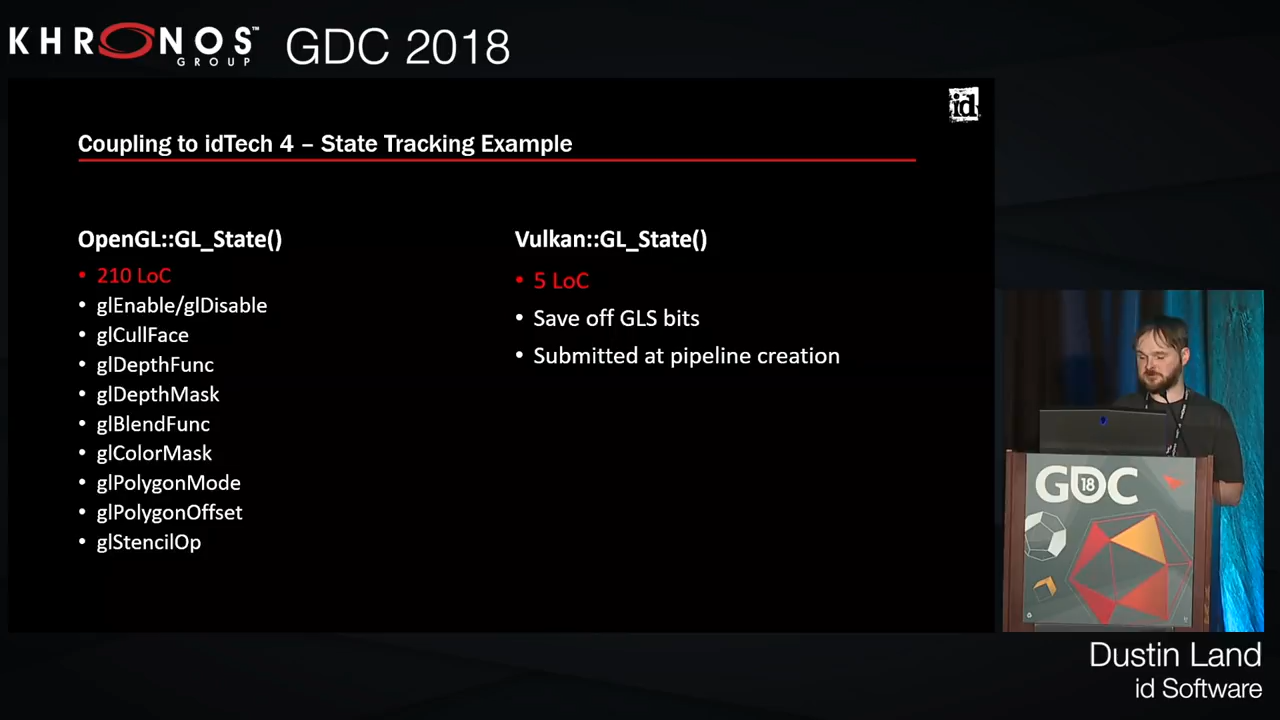 KHRONOS™
GROUP
GDC 2018
id
Coupling to idTech 4 – State Tracking Example
OpenGL::GL_State()
• 210 LoC
• glEnable/glDisable
• glCullFace
• glDepthFunc
• glDepthMask
• glBlendFunc
• glColorMask
• glPolygonMode
• glPolygonOffset
• glStencilOp
Vulkan::GL_State()
• 5 LoC
• Save off GLS bits
• Submitted at pipeline creation
GDC
18
Dustin Land
id Software